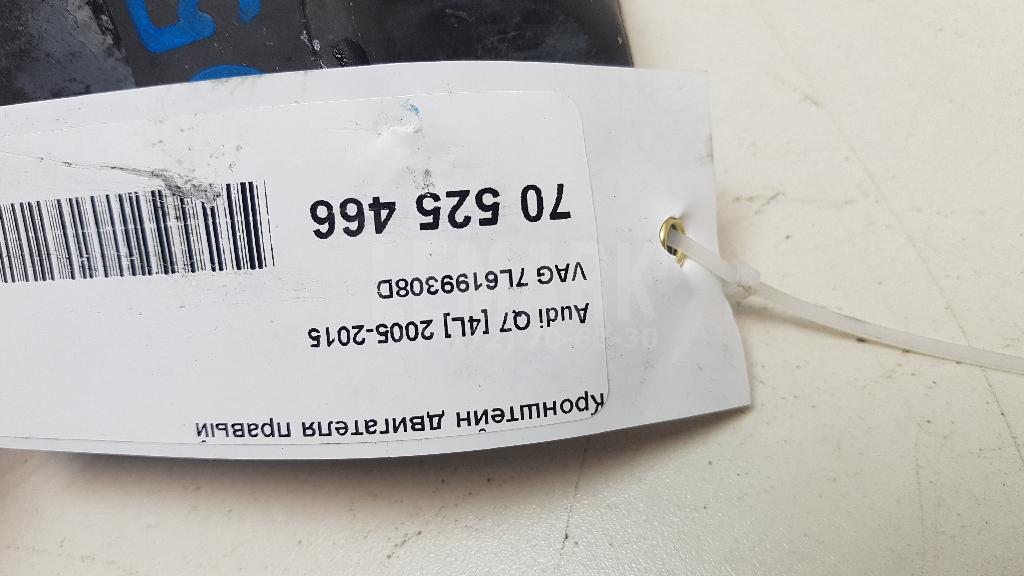 Кронштейн двигателя правый
Audi Q7 [4L] 2005-2015
VAG 7L6199308D
70 525 466